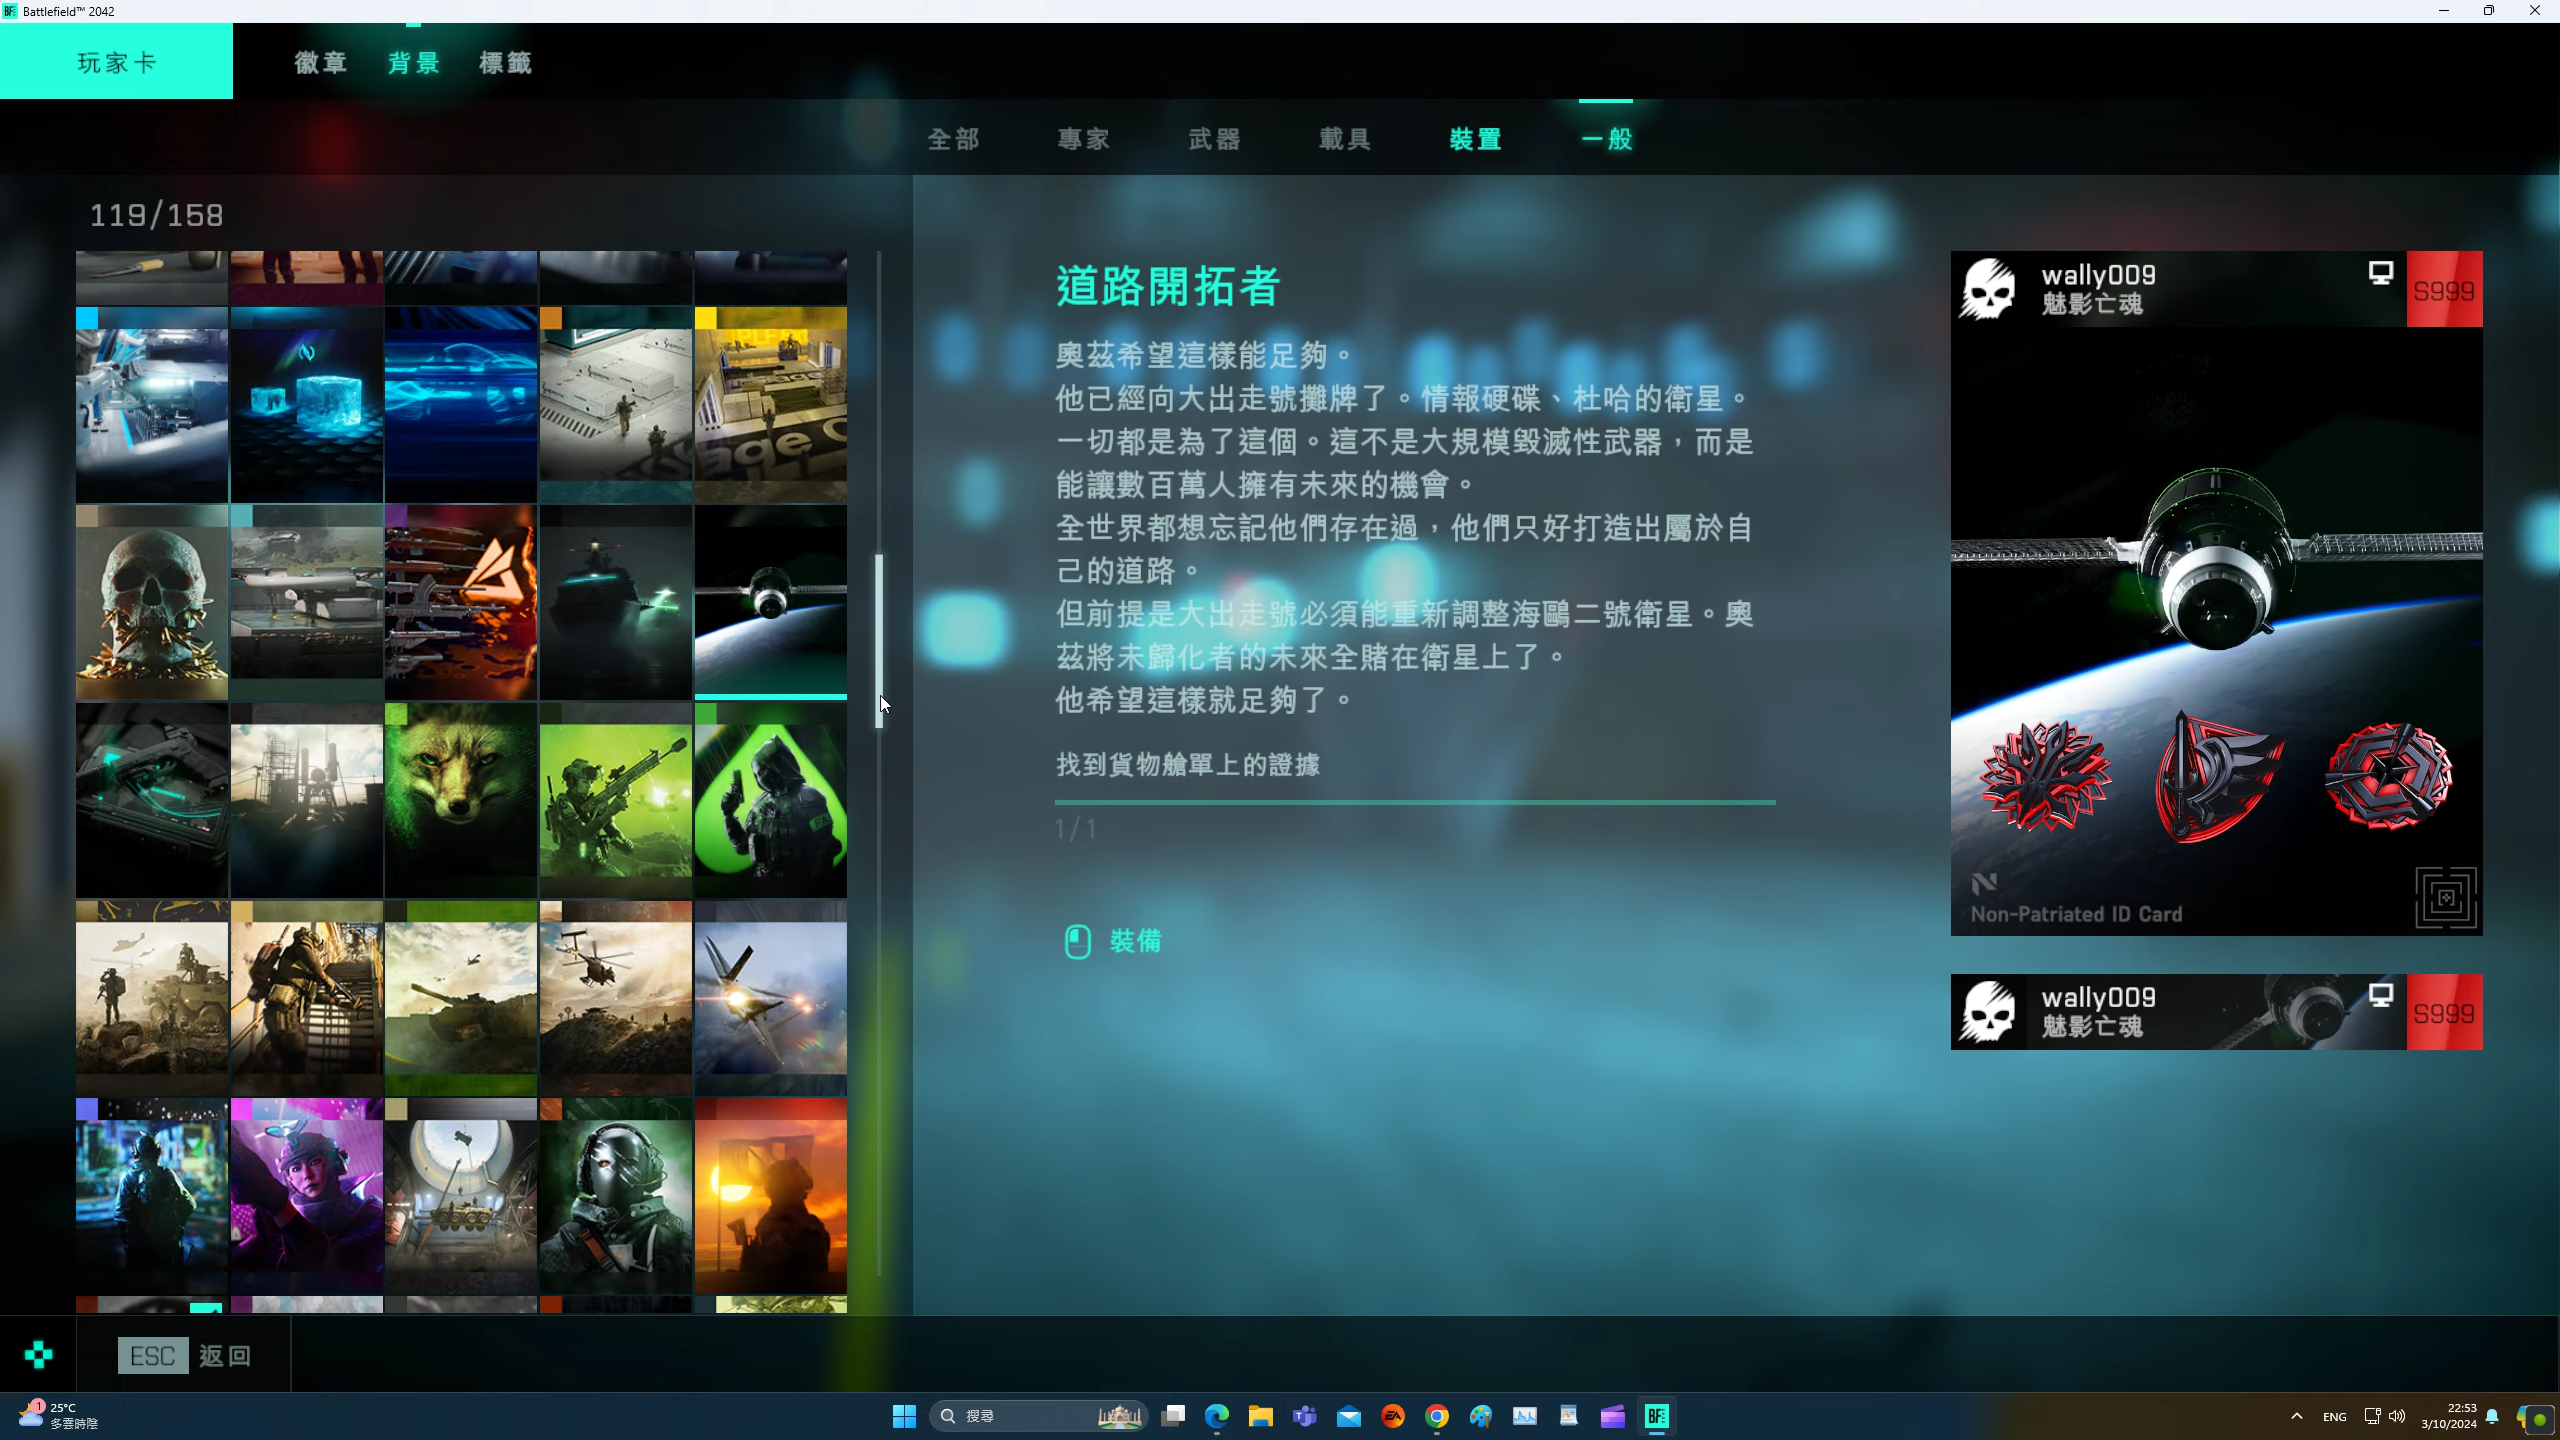 Battlefield™ 2042
玩家卡
徽章 背景 標籤
全部 專家 武器 載具 裝置 一般
119/158
道路開拓者
奧茲希望這樣能足夠。
他已經向大出走號攤牌了。情報硬碟、杜哈的衛星。
一切都是為了這個。這不是大規模毀滅性武器，而是
能讓數百萬人擁有未來的機會。
全世界都想忘記他們存在過，他們只好打造出屬於自
己的道路。
但前提是大出走號必須能重新調整海鷗二號衛星。奧
茲將未歸化者的未來全賭在衛星上了。
他希望這樣就足夠了。
找到貨物艙單上的證據
1/1
裝備
wally009
魅影亡魂
S999
Non-Patriated ID Card
wally009
魅影亡魂
S999
ESC 返回
1
25°C
多雲時陰
搜尋
ENG
22:53
3/10/2024